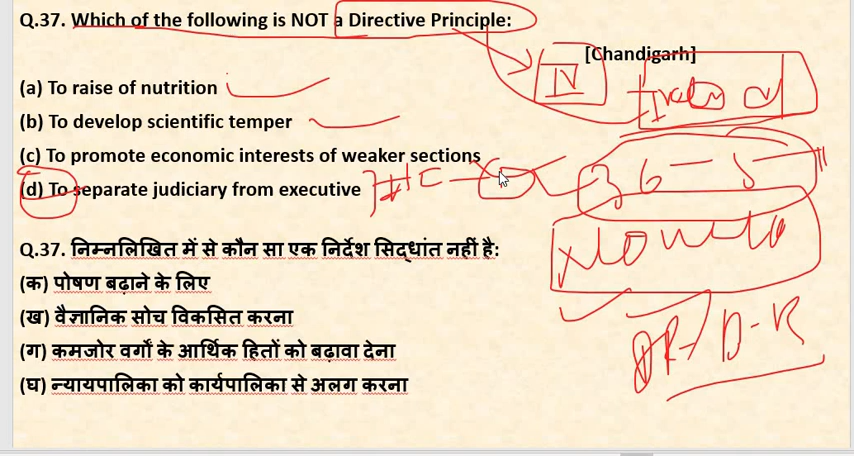 Q.37. Which of the following is NOT a Directive Principle:
[Chandigarh]
IV
(a) To raise of nutrition
(b) To develop scientific temper
(c) To promote economic interests of weaker sections
(d) To separate judiciary from executive
36 - 51
Q.37. निम्नलिखित में से कौन सा एक निर्देश सिद्धांत नहीं है:
(क) पोषण बढ़ाने के लिए
(ख) वैज्ञानिक सोच विकसित करना
(ग) कमजोर वर्गों के आर्थिक हितों को बढ़ावा देना
(घ) न्यायपालिका को कार्यपालिका से अलग करना